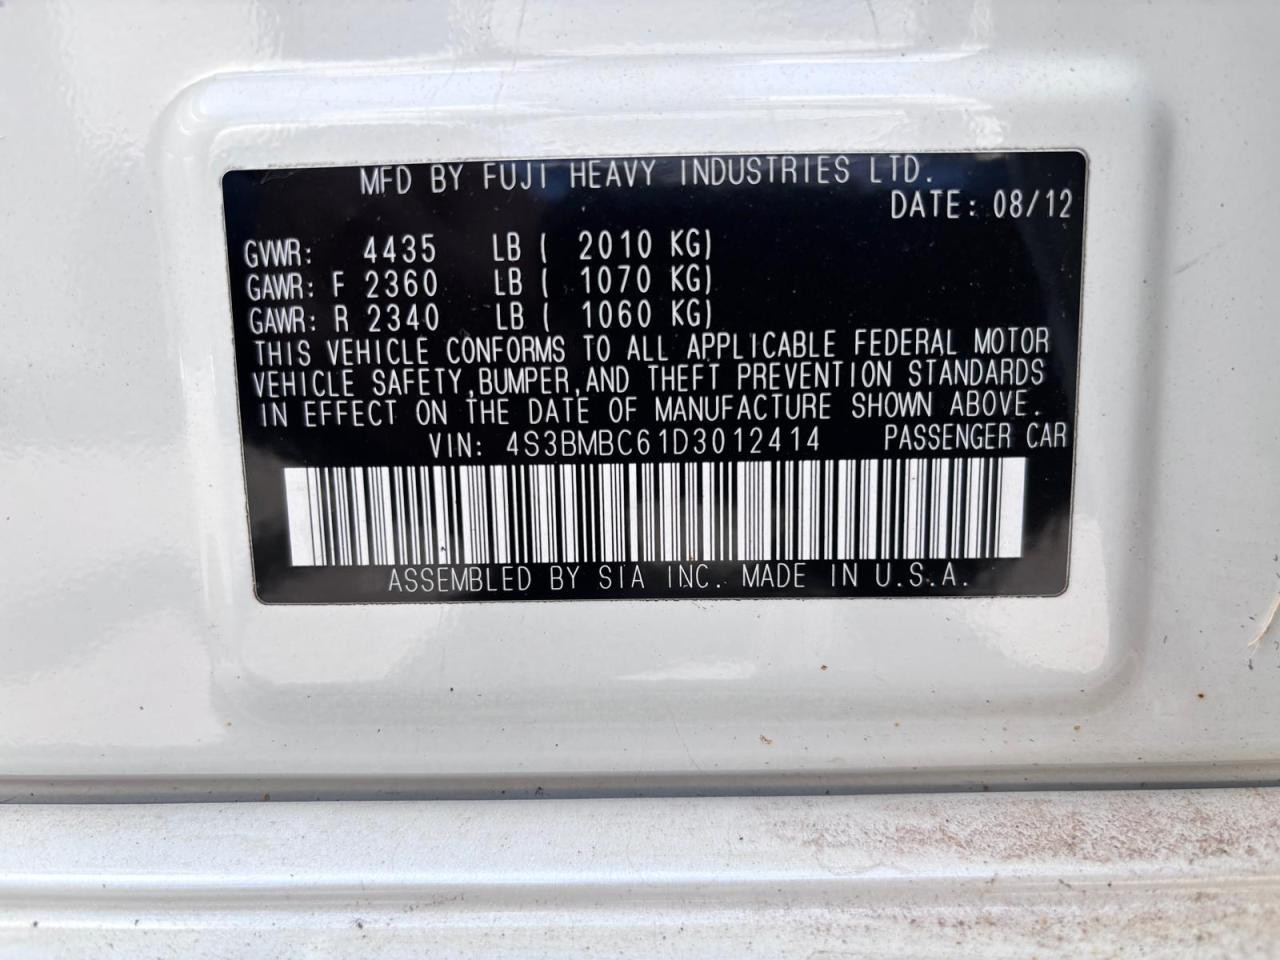 MFD BY FUJI HEAVY INDUSTRIES LTD.
DATE: 08/12
GVWR: 4435 LB ( 2010 KG)
GAWR: F 2360 LB ( 1070 KG)
GAWR: R 2340 LB ( 1060 KG)
THIS VEHICLE CONFORMS TO ALL APPLICABLE FEDERAL MOTOR
VEHICLE SAFETY,BUMPER,AND THEFT PREVENTION STANDARDS
IN EFFECT ON THE DATE OF MANUFACTURE SHOWN ABOVE.
VIN: 4S3BMBC61D3012414 PASSENGER CAR
ASSEMBLED BY SIA INC. MADE IN U.S.A.